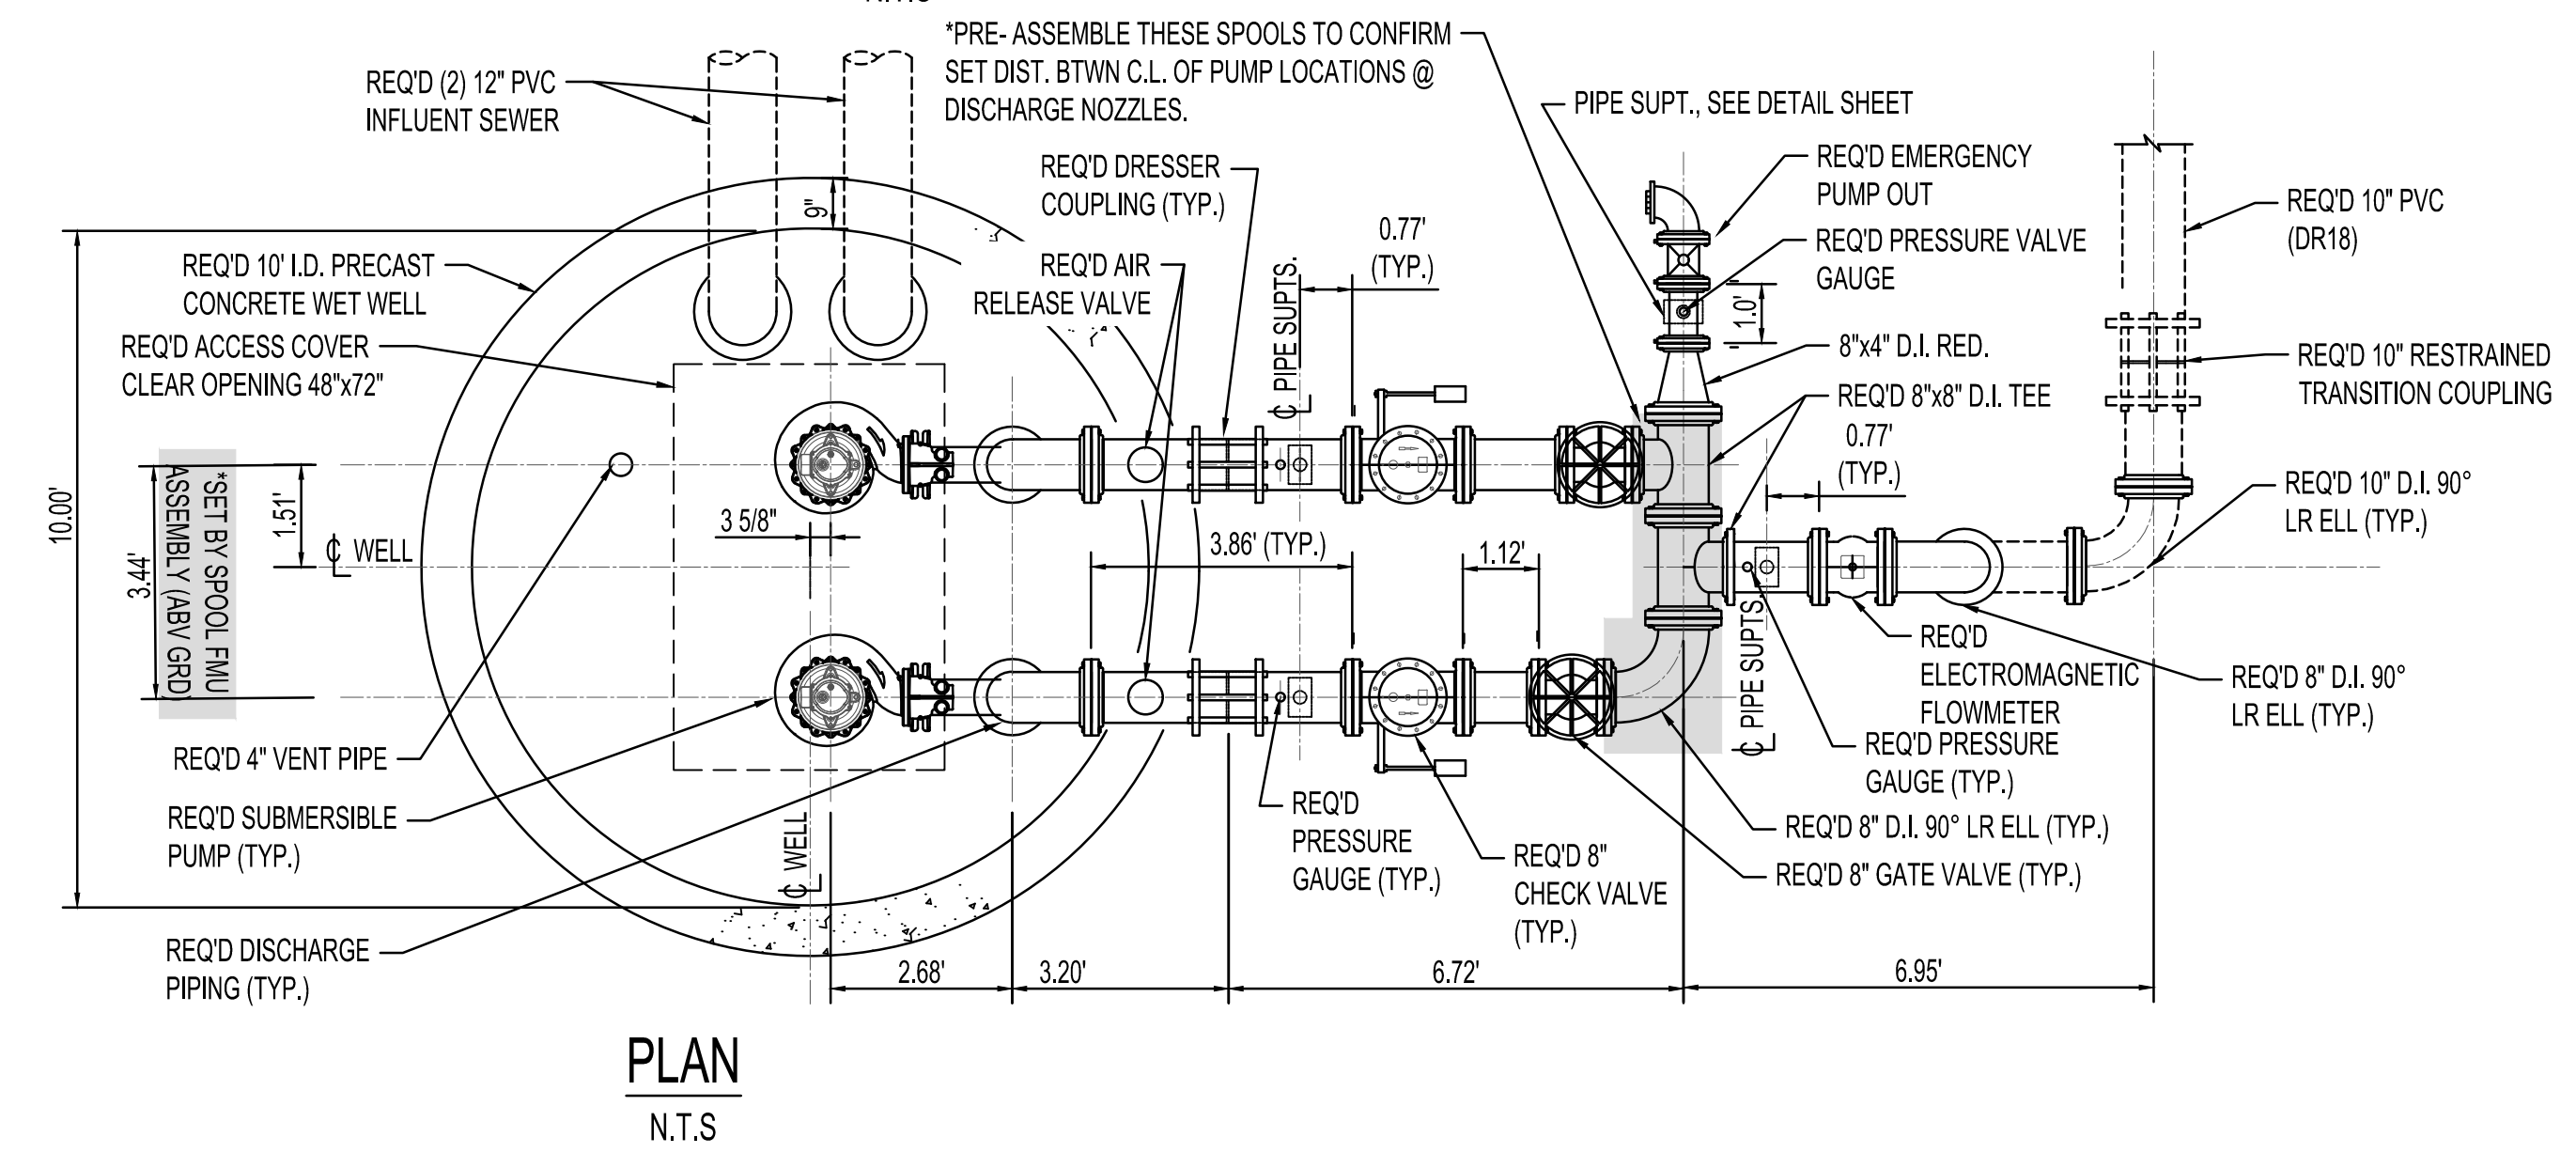 *PRE- ASSEMBLE THESE SPOOLS TO CONFIRM
SET DIST. BTWN C.L. OF PUMP LOCATIONS @
DISCHARGE NOZZLES.
REQ'D (2) 12" PVC
INFLUENT SEWER
PIPE SUPT., SEE DETAIL SHEET
REQ'D DRESSER
COUPLING (TYP.)
REQ'D EMERGENCY
PUMP OUT
REQ'D PRESSURE VALVE
GAUGE
REQ'D 10" PVC
(DR18)
9"
0.77'
(TYP.)
REQ'D 10' I.D. PRECAST
CONCRETE WET WELL
REQ'D AIR
RELEASE VALVE
℄ PIPE SUPTS.
1.0'
REQ'D ACCESS COVER
CLEAR OPENING 48"x72"
8"x4" D.I. RED.
REQ'D 10" RESTRAINED
TRANSITION COUPLING
REQ'D 8"x8" D.I. TEE
0.77'
(TYP.)
10.00'
3.44'
*SET BY SPOOL FMU
ASSEMBLY (ABV GRD)
1.51'
℄ WELL
3 5/8"
3.86' (TYP.)
1.12'
REQ'D 10" D.I. 90°
LR ELL (TYP.)
℄ PIPE SUPTS.
REQ'D
ELECTROMAGNETIC
FLOWMETER
REQ'D 8" D.I. 90°
LR ELL (TYP.)
REQ'D PRESSURE
GAUGE (TYP.)
REQ'D 4" VENT PIPE
REQ'D SUBMERSIBLE
PUMP (TYP.)
℄ WELL
REQ'D
PRESSURE
GAUGE (TYP.)
REQ'D 8"
CHECK VALVE
(TYP.)
REQ'D 8" D.I. 90° LR ELL (TYP.)
REQ'D 8" GATE VALVE (TYP.)
REQ'D DISCHARGE
PIPING (TYP.)
2.68'
3.20'
6.72'
6.95'
PLAN
N.T.S